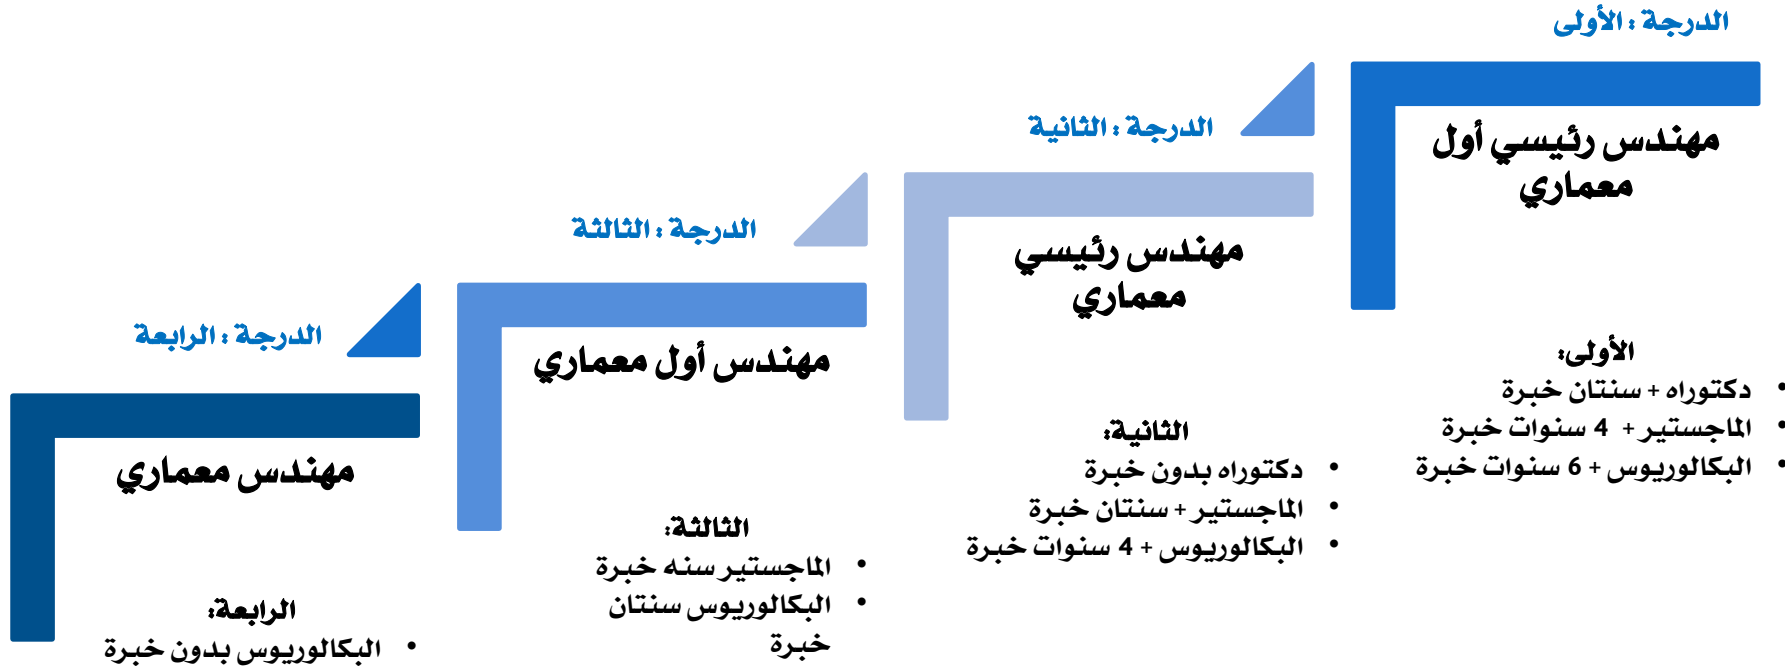 الدرجة : الأولى
مهندس رئيسي أول
معماري
الأولى:
• دكتوراه + سنتان خبرة
• الماجستير + 4 سنوات خبرة
• البكالوريوس + 6 سنوات خبرة
الدرجة : الثانية
مهندس رئيسي
معماري
الثانية:
• دكتوراه بدون خبرة
• الماجستير + سنتان خبرة
• البكالوريوس + 4 سنوات خبرة
الدرجة : الثالثة
مهندس أول معماري
الثالثة:
• الماجستير سنه خبرة
• البكالوريوس سنتان
خبرة
الدرجة : الرابعة
مهندس معماري
الرابعة:
• البكالوريوس بدون خبرة